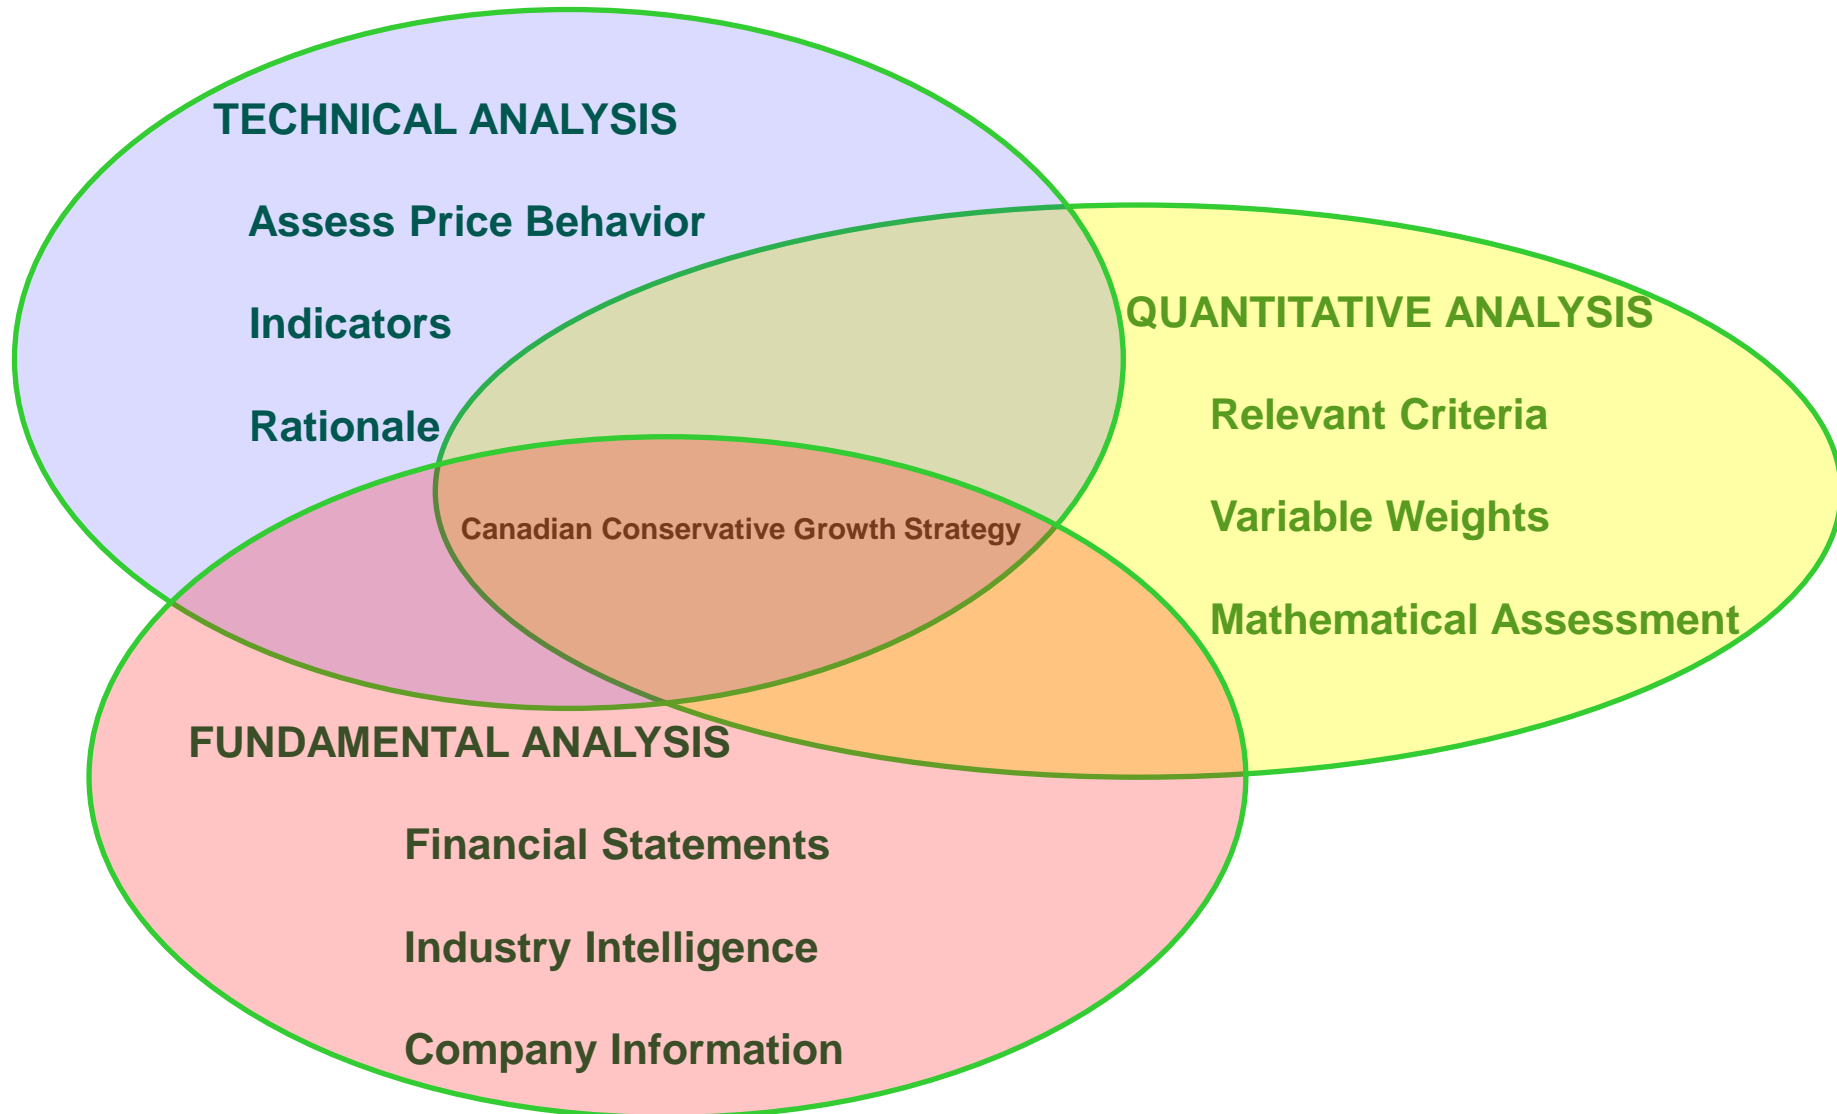 TECHNICAL ANALYSIS
Assess Price Behavior
Indicators
Rationale
QUANTITATIVE ANALYSIS
Relevant Criteria
Variable Weights
Mathematical Assessment
Canadian Conservative Growth Strategy
FUNDAMENTAL ANALYSIS
Financial Statements
Industry Intelligence
Company Information